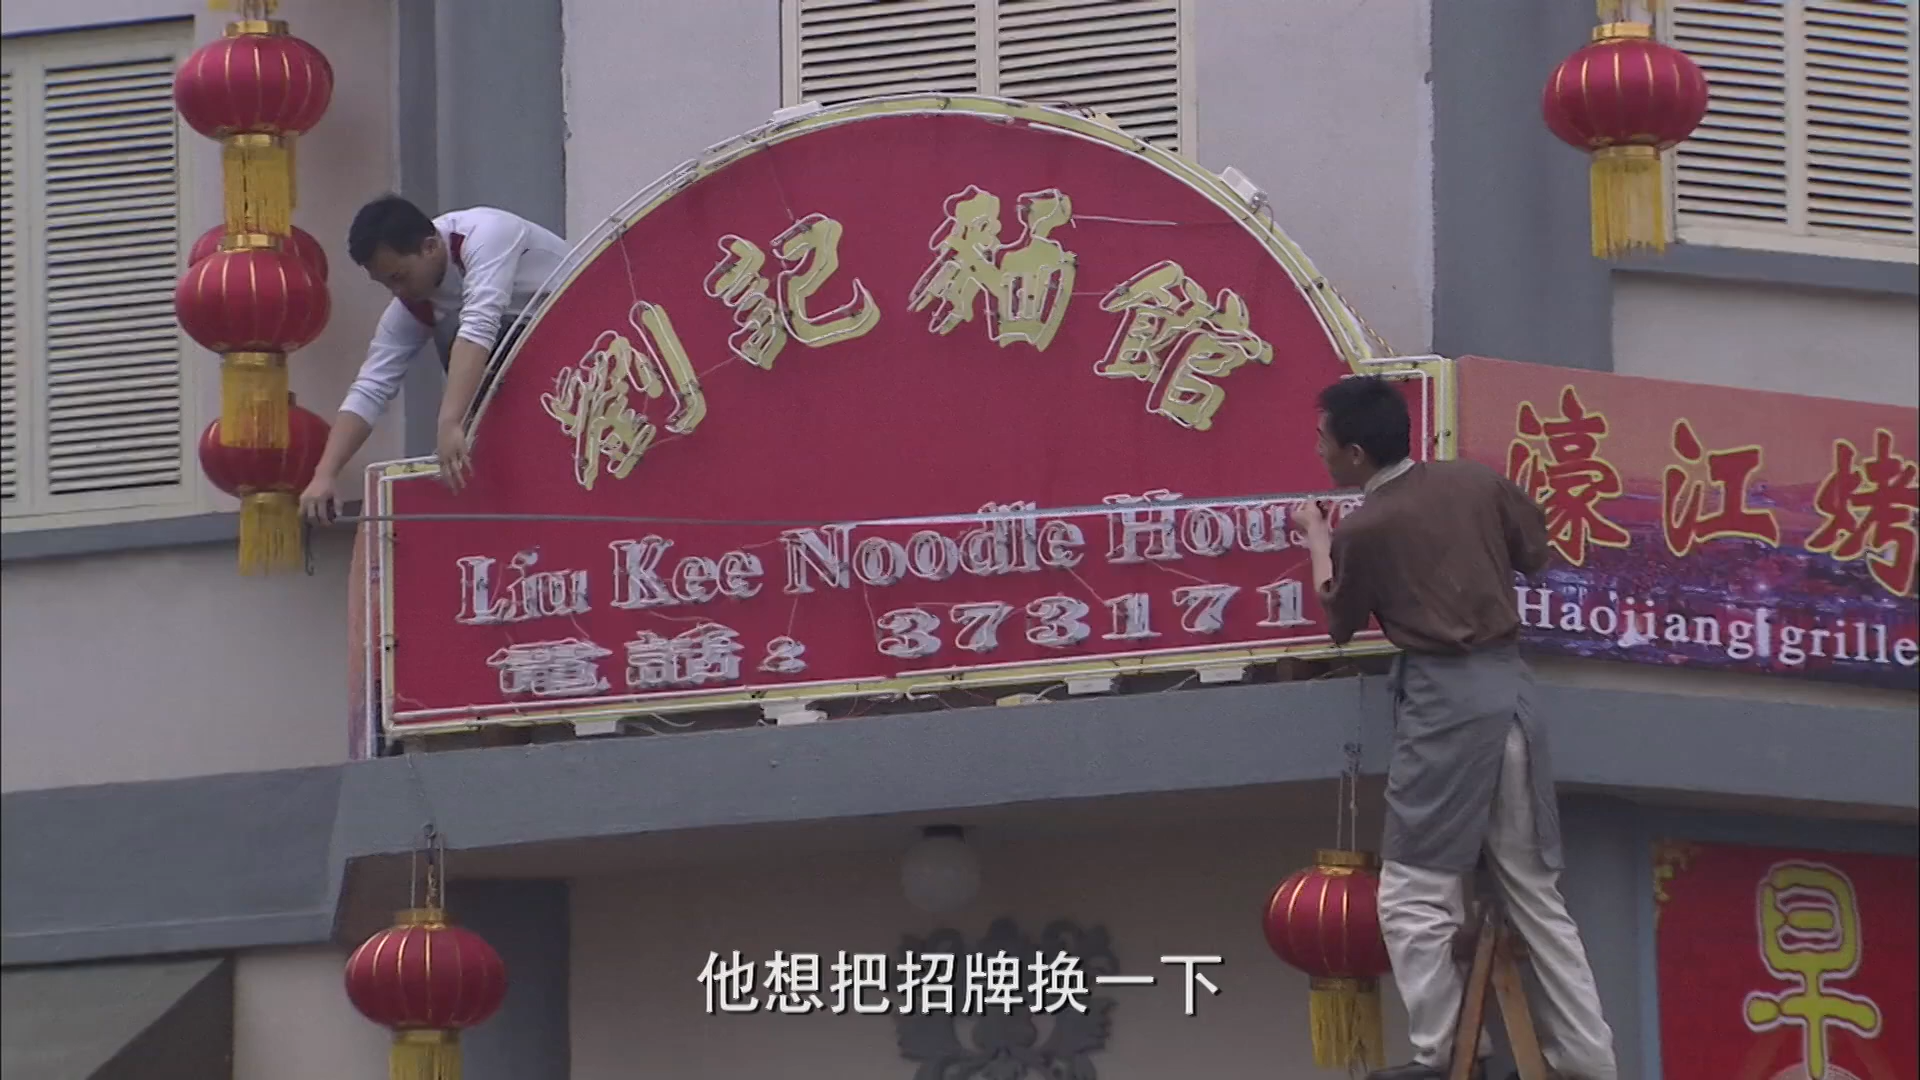 劉記麵館
Liu Kee Noodle House
電話: 373171
濠江烤
Haojiang grille
早
他想把招牌换一下